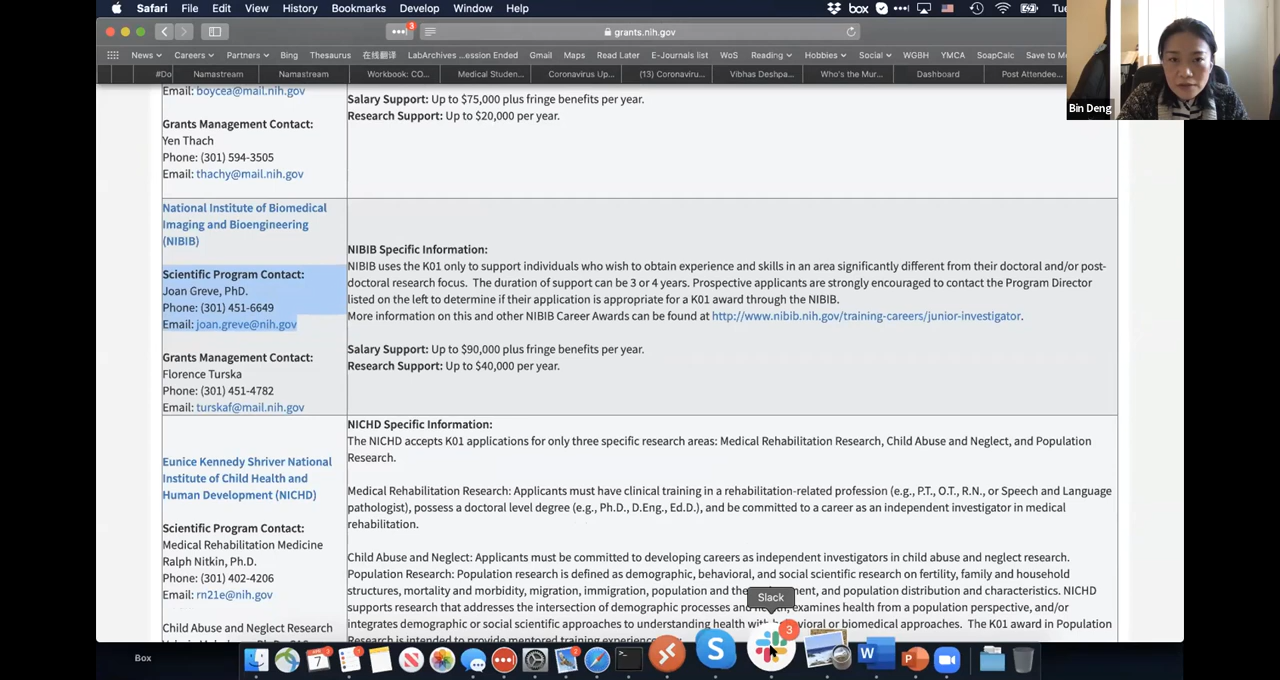 Safari File Edit View History Bookmarks Develop Window Help box Tue
3
grants.nih.gov
News Careers Partners Bing Thesaurus 在线翻译 LabArchives ...ession Ended Gmail Maps Read Later E-Journals list WoS Reading Hobbies Social WGBH YMCA SoapCalc Save to Me
#Do Namastream Namastream Workbook: CO... Medical Studen... Coronavirus Up... (13) Coronaviru... Vibhas Deshpa... Who's the Mur... Dashboard Post Attendee...
Bin Deng
Email: boycea@mail.nih.gov
Grants Management Contact:
Yen Thach
Phone: (301) 594-3505
Email: thachy@mail.nih.gov
Salary Support: Up to $75,000 plus fringe benefits per year.
Research Support: Up to $20,000 per year.
National Institute of Biomedical
Imaging and Bioengineering
(NIBIB)
Scientific Program Contact:
Joan Greve, PhD.
Phone: (301) 451-6649
Email: joan.greve@nih.gov
Grants Management Contact:
Florence Turska
Phone: (301) 451-4782
Email: turskaf@mail.nih.gov
NIBIB Specific Information:
NIBIB uses the K01 only to support individuals who wish to obtain experience and skills in an area significantly different from their doctoral and/or post-
doctoral research focus. The duration of support can be 3 or 4 years. Prospective applicants are strongly encouraged to contact the Program Director
listed on the left to determine if their application is appropriate for a K01 award through the NIBIB.
More information on this and other NIBIB Career Awards can be found at http://www.nibib.nih.gov/training-careers/junior-investigator.
Salary Support: Up to $90,000 plus fringe benefits per year.
Research Support: Up to $40,000 per year.
Eunice Kennedy Shriver National
Institute of Child Health and
Human Development (NICHD)
Scientific Program Contact:
Medical Rehabilitation Medicine
Ralph Nitkin, Ph.D.
Phone: (301) 402-4206
Email: rn21e@nih.gov
Child Abuse and Neglect Research
NICHD Specific Information:
The NICHD accepts K01 applications for only three specific research areas: Medical Rehabilitation Research, Child Abuse and Neglect, and Population
Research.
Medical Rehabilitation Research: Applicants must have clinical training in a rehabilitation-related profession (e.g., P.T., O.T., R.N., or Speech and Language
pathologist), possess a doctoral level degree (e.g., Ph.D., D.Eng., Ed.D.), and be committed to a career as an independent investigator in medical
rehabilitation.
Child Abuse and Neglect: Applicants must be committed to developing careers as independent investigators in child abuse and neglect research.
Population Research: Population research is defined as demographic, behavioral, and social scientific research on fertility, family and household
structures, mortality and morbidity, migration, immigration, population and the , and population distribution and characteristics. NICHD
supports research that addresses the intersection of demographic processes and , examines health from a population perspective, and/or
integrates demographic or social scientific approaches to understanding health with behavioral or biomedical approaches. The K01 award in Population
Research is intended to provide mentored training
Slack
3
Box